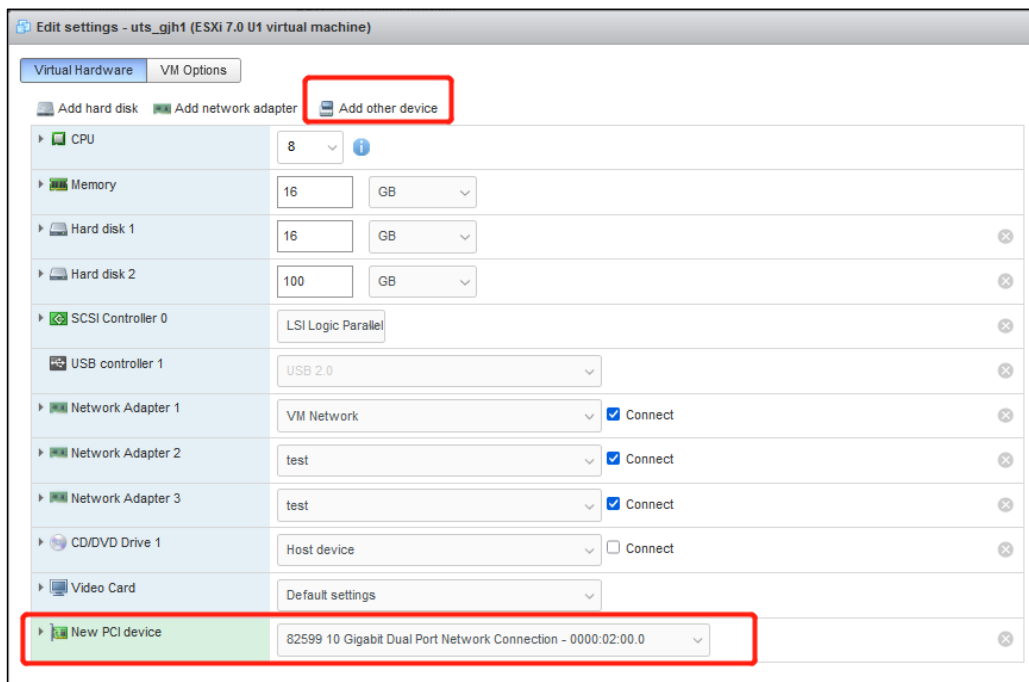 Edit settings - uts_gjh1 (ESXi 7.0 U1 virtual machine)
Virtual Hardware VM Options
Add hard disk Add network adapter Add other device
CPU 8
Memory 16 GB
Hard disk 1 16 GB
Hard disk 2 100 GB
SCSI Controller 0 LSI Logic Parallel
USB controller 1 USB 2.0
Network Adapter 1 VM Network Connect
Network Adapter 2 test Connect
Network Adapter 3 test Connect
CD/DVD Drive 1 Host device Connect
Video Card Default settings
New PCI device 82599 10 Gigabit Dual Port Network Connection - 0000:02:00.0